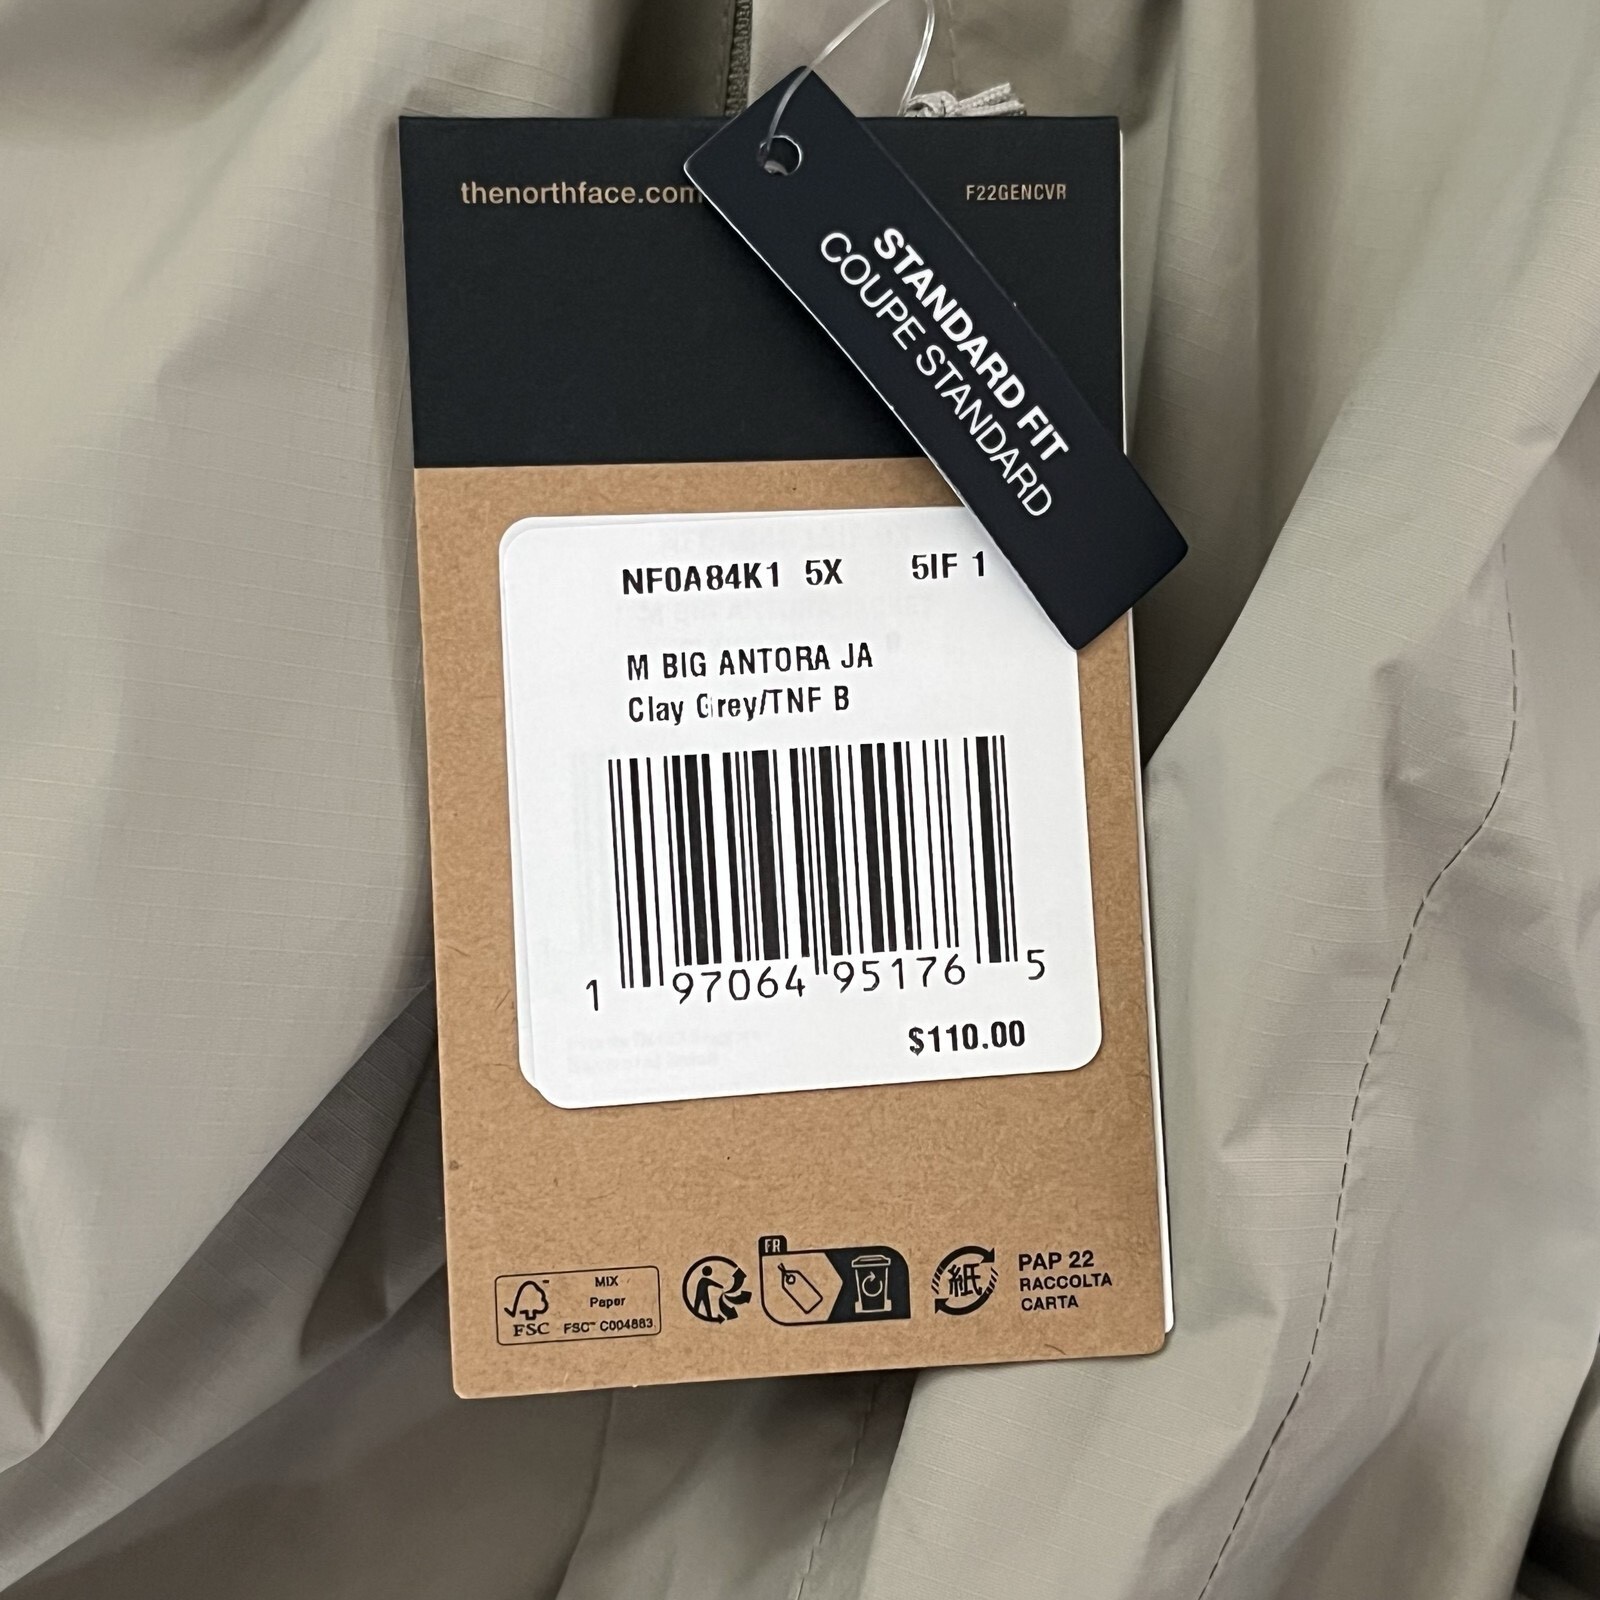 thenorthface.com
F22GENCVR
STANDARD FIT
COUPE STANDARD
NF0A84K1 5X 5IF 1
M BIG ANTORA JA
Clay Grey/TNF B
1 97064 95176 5
$110.00
FSC
MIX
Paper
FSC™ C004883
FR
紙
PAP 22
RACCOLTA
CARTA